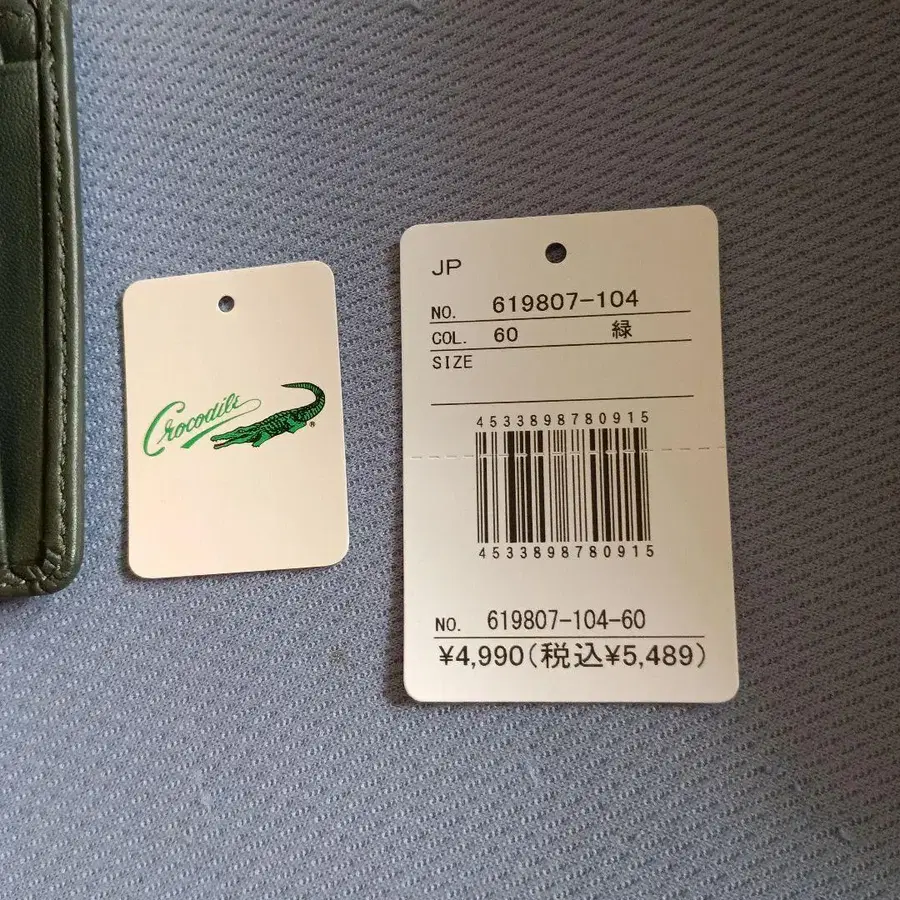 Crocodile
®
JP
NO. 619807-104
COL. 60 緑
SIZE
4533898780915
4533898780915
NO. 619807-104-60
¥4,990(税込¥5,489)